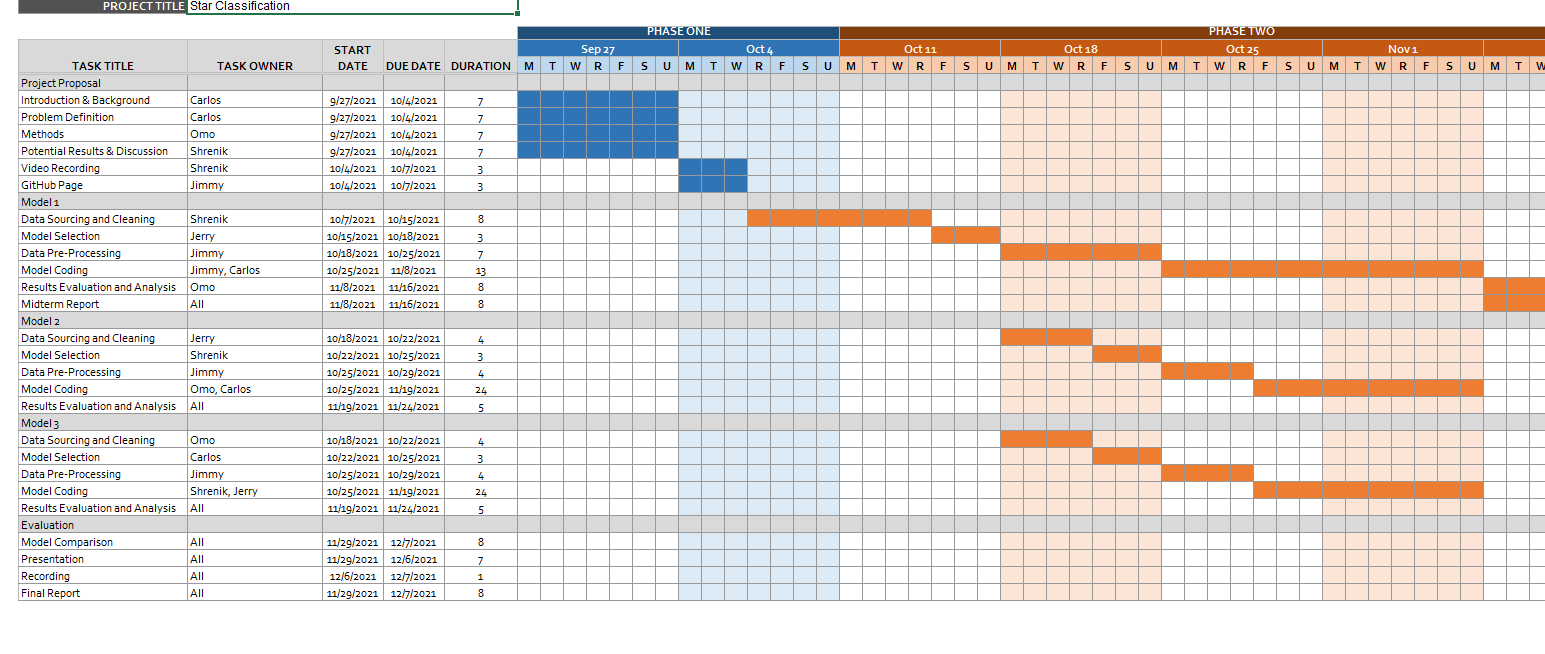 PROJECT TITLE Star Classification
PHASE ONE PHASE TWO
Sep 27 Oct 4 Oct 11 Oct 18 Oct 25 Nov 1
TASK TITLE TASK OWNER START DATE DUE DATE DURATION M T W R F S U M T W R F S U M T W R F S U M T W R F S U M T W R F S U M T W R F S U M T W
Project Proposal
Introduction & Background Carlos 9/27/2021 10/4/2021 7
Problem Definition Carlos 9/27/2021 10/4/2021 7
Methods Omo 9/27/2021 10/4/2021 7
Potential Results & Discussion Shrenik 9/27/2021 10/4/2021 7
Video Recording Shrenik 10/4/2021 10/7/2021 3
GitHub Page Jimmy 10/4/2021 10/7/2021 3
Model 1
Data Sourcing and Cleaning Shrenik 10/7/2021 10/15/2021 8
Model Selection Jerry 10/15/2021 10/18/2021 3
Data Pre-Processing Jimmy 10/18/2021 10/25/2021 7
Model Coding Jimmy, Carlos 10/25/2021 11/8/2021 13
Results Evaluation and Analysis Omo 11/8/2021 11/16/2021 8
Midterm Report All 11/8/2021 11/16/2021 8
Model 2
Data Sourcing and Cleaning Jerry 10/18/2021 10/22/2021 4
Model Selection Shrenik 10/22/2021 10/25/2021 3
Data Pre-Processing Jimmy 10/25/2021 10/29/2021 4
Model Coding Omo, Carlos 10/25/2021 11/19/2021 24
Results Evaluation and Analysis All 11/19/2021 11/24/2021 5
Model 3
Data Sourcing and Cleaning Omo 10/18/2021 10/22/2021 4
Model Selection Carlos 10/22/2021 10/25/2021 3
Data Pre-Processing Jimmy 10/25/2021 10/29/2021 4
Model Coding Shrenik, Jerry 10/25/2021 11/19/2021 24
Results Evaluation and Analysis All 11/19/2021 11/24/2021 5
Evaluation
Model Comparison All 11/29/2021 12/7/2021 8
Presentation All 11/29/2021 12/6/2021 7
Recording All 12/6/2021 12/7/2021 1
Final Report All 11/29/2021 12/7/2021 8